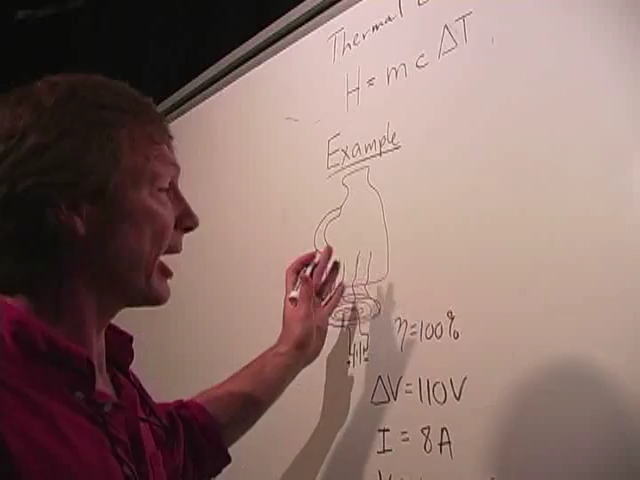 Thermal
H = mc ΔT
Example
η=100%
ΔV = 110V
I = 8A